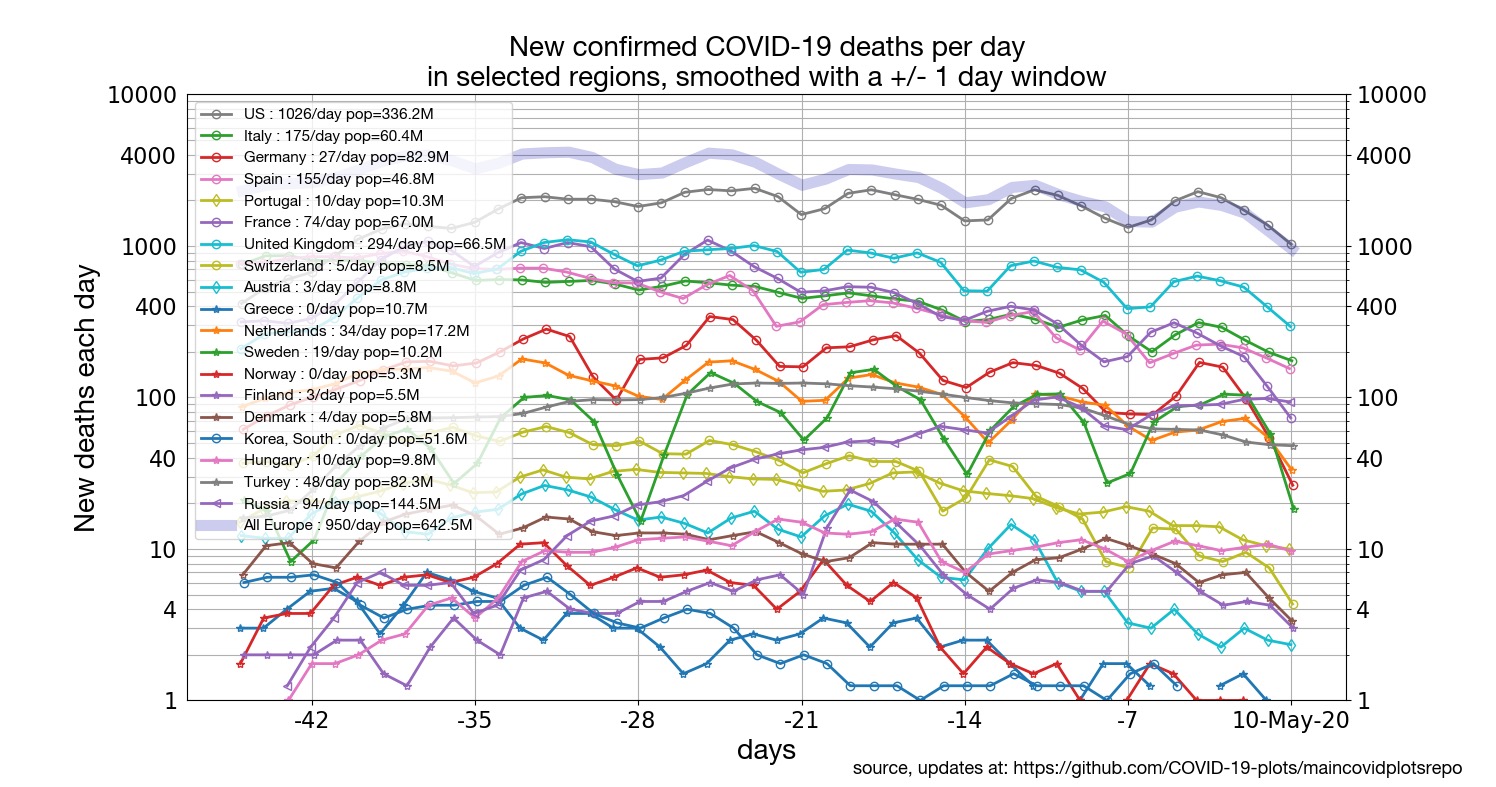 New confirmed COVID-19 deaths per day
in selected regions, smoothed with a +/- 1 day window
10000
4000
1000
400
100
40
10
4
1
New deaths each day
US : 1026/day pop=336.2M
Italy : 175/day pop=60.4M
Germany : 27/day pop=82.9M
Spain : 155/day pop=46.8M
Portugal : 10/day pop=10.3M
France : 74/day pop=67.0M
United Kingdom : 294/day pop=66.5M
Switzerland : 5/day pop=8.5M
Austria : 3/day pop=8.8M
Greece : 0/day pop=10.7M
Netherlands : 34/day pop=17.2M
Sweden : 19/day pop=10.2M
Norway : 0/day pop=5.3M
Finland : 3/day pop=5.5M
Denmark : 4/day pop=5.8M
Korea, South : 0/day pop=51.6M
Hungary : 10/day pop=9.8M
Turkey : 48/day pop=82.3M
Russia : 94/day pop=144.5M
All Europe : 950/day pop=642.5M
10000
4000
1000
400
100
40
10
4
1
-42 -35 -28 -21 -14 -7 10-May-20
days
source, updates at: https://github.com/COVID-19-plots/maincovidplotsrepo